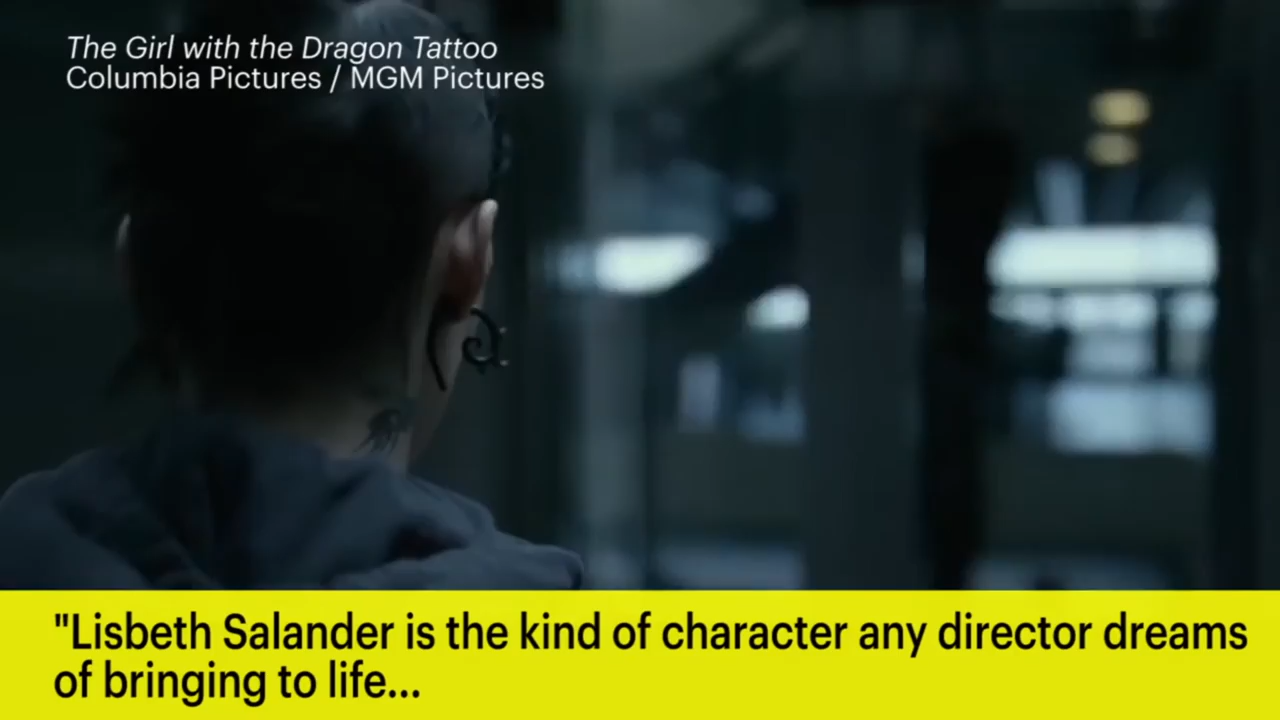 The Girl with the Dragon Tattoo
Columbia Pictures / MGM Pictures
"Lisbeth Salander is the kind of character any director dreams
of bringing to life...